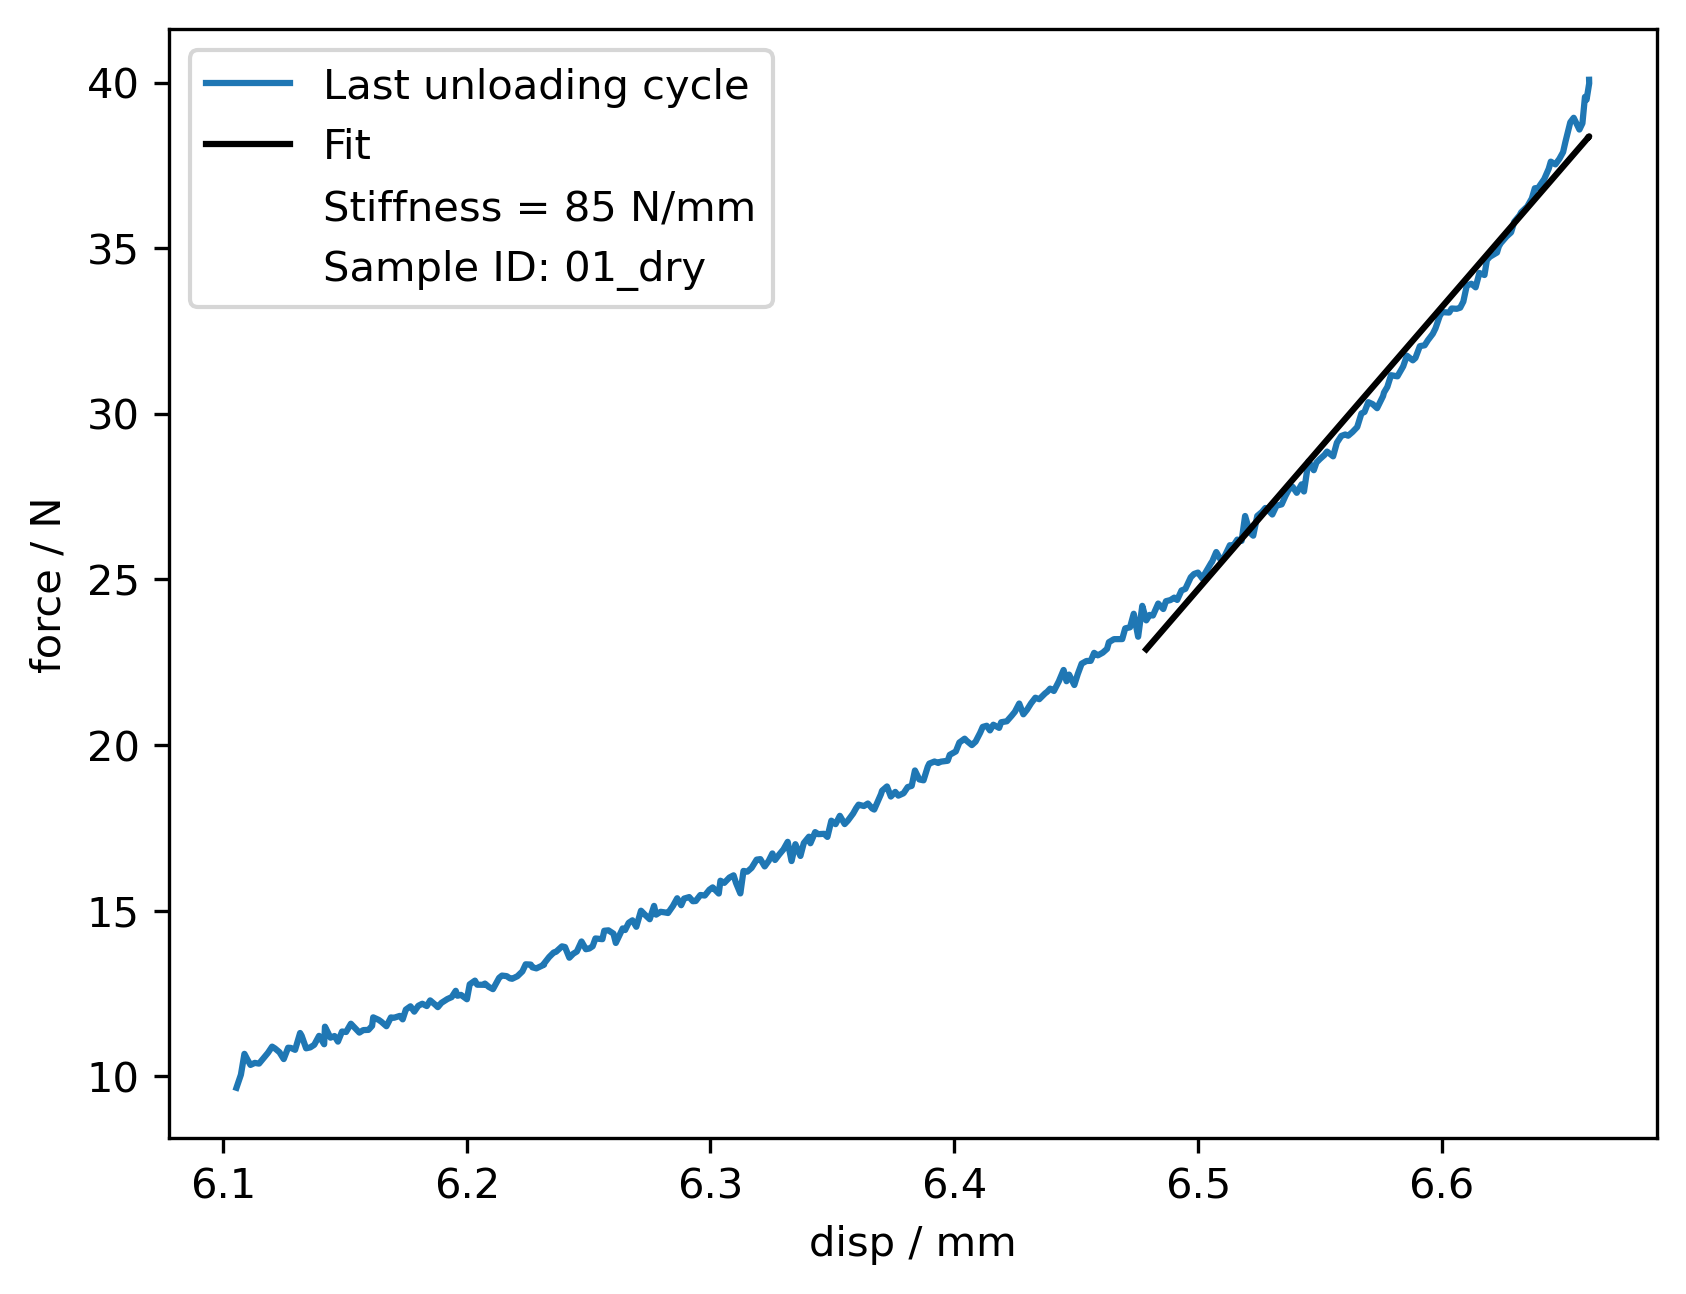 Last unloading cycle
Fit
Stiffness = 85 N/mm
Sample ID: 01_dry
40
35
30
25
20
15
10
force / N
6.1 6.2 6.3 6.4 6.5 6.6
disp / mm